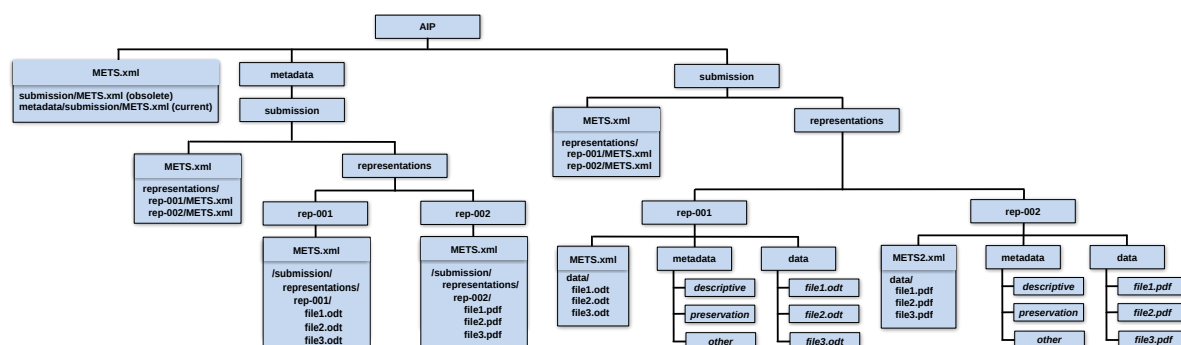 AIP
METS.xml
submission/METS.xml (obsolete)
metadata/submission/METS.xml (current)
metadata
submission
METS.xml
representations/
rep-001/METS.xml
rep-002/METS.xml
representations
rep-001
METS.xml
/submission/
representations/
rep-001/
file1.odt
file2.odt
file3.odt
rep-002
METS.xml
/submission/
representations/
rep-002/
file1.pdf
file2.pdf
file3.pdf
submission
METS.xml
representations/
rep-001/METS.xml
rep-002/METS.xml
representations
rep-001
METS.xml
data/
file1.odt
file2.odt
file3.odt
metadata
descriptive
preservation
other
data
file1.odt
file2.odt
file3.odt
rep-002
METS2.xml
data/
file1.pdf
file2.pdf
file3.pdf
metadata
descriptive
preservation
other
data
file1.pdf
file2.pdf
file3.pdf